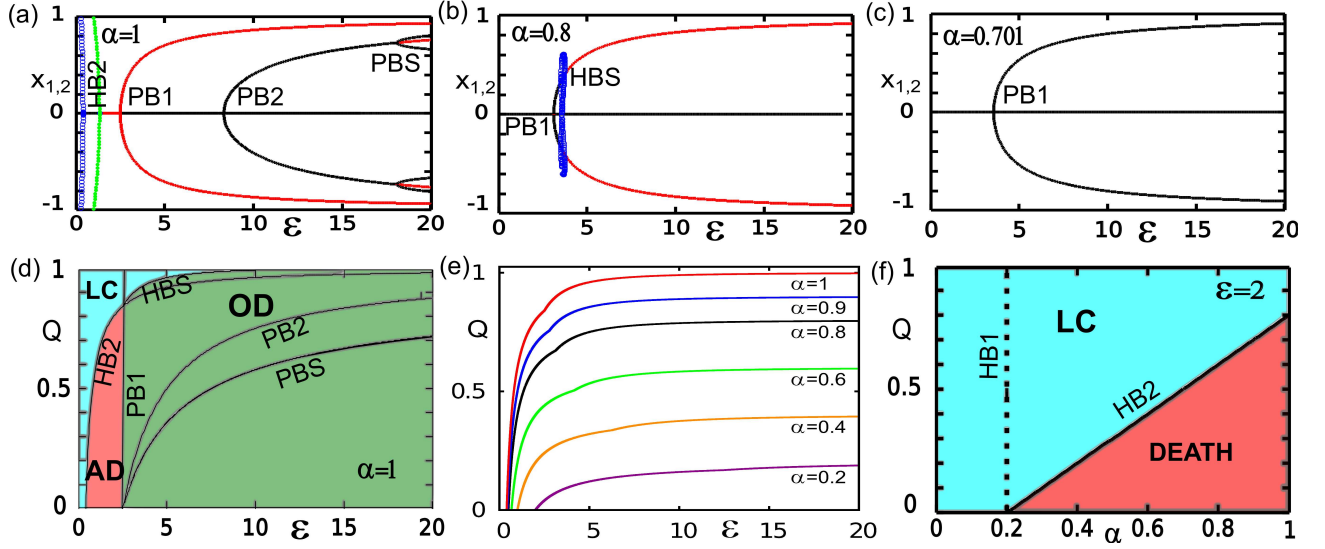 (a)
1
α=1
x1,2
0
-1
HB2
PB1
PB2
PBS
0
5
10
15
20
ε
(b)
1
α=0.8
x1,2
0
-1
HBS
PB1
0
5
10
15
20
ε
(c)
1
α=0.701
x1,2
0
-1
PB1
5
10
15
20
ε
(d)
1
Q
0.5
0
LC
HBS
OD
HB2
PB1
PB2
PBS
AD
α=1
0
5
10
15
20
ε
(e)
1
Q
0.5
0
α=1
α=0.9
α=0.8
α=0.6
α=0.4
α=0.2
0
5
10
15
20
ε
(f)
1
Q
0.5
0
ε=2
LC
HB1
HB2
DEATH
0
0.2
0.4
0.6
0.8
1
α